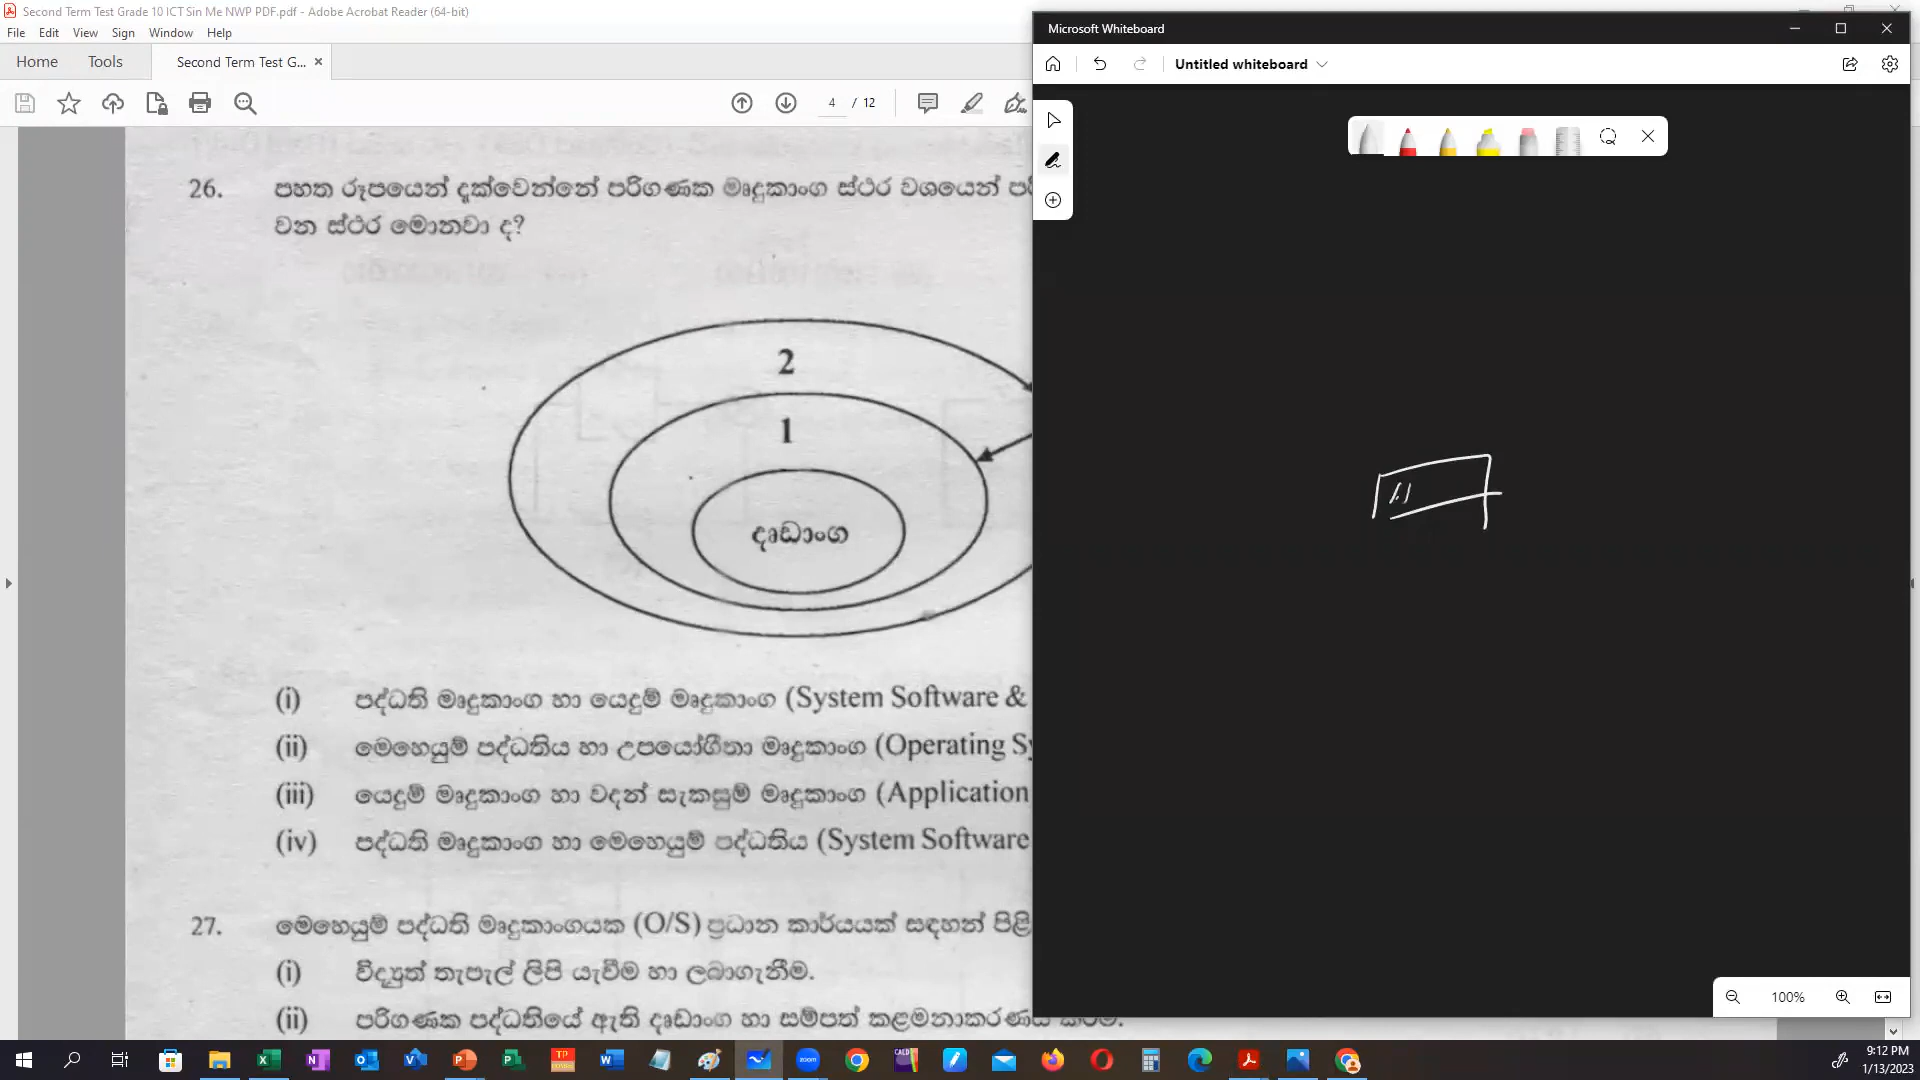 Second Term Test Grade 10 ICT Sin Me NWP PDF.pdf - Adobe Acrobat Reader (64-bit)
File Edit View Sign Window Help
Home Tools Second Term Test G...
4 / 12
26. පහත රූපයෙන් දැක්වෙන්නේ පරිගණක මෘදුකාංග ස්ථර වශයෙන්
වන ස්ථර මොනවා ද?
2
1
දෘඩාංග
(i) පද්ධති මෘදුකාංග හා යෙදුම් මෘදුකාංග (System Software &
(ii) මෙහෙයුම් පද්ධතිය හා උපයෝගීතා මෘදුකාංග (Operating
(iii) යෙදුම් මෘදුකාංග හා වදන් සැකසුම් මෘදුකාංග (Application
(iv) පද්ධති මෘදුකාංග හා මෙහෙයුම් පද්ධතිය (System Software
27. මෙහෙයුම් පද්ධති මෘදුකාංගයක (O/S) ප්‍රධාන කාර්යයක් සඳහන්
(i) විද්‍යුත් තැපැල් ලිපි යැවීම හා ලබාගැනීම.
(ii) පරිගණක පද්ධතියේ ඇති දෘඩාංග හා සම්පත් කළමනාකරණය
Microsoft Whiteboard
Untitled whiteboard
100%
9:12 PM
1/13/2023